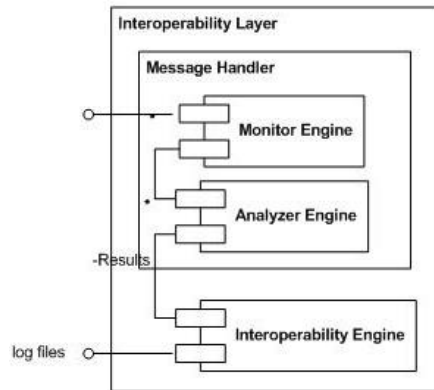 Interoperability Layer
Message Handler
Monitor Engine
Analyzer Engine
-Results
Interoperability Engine
log files